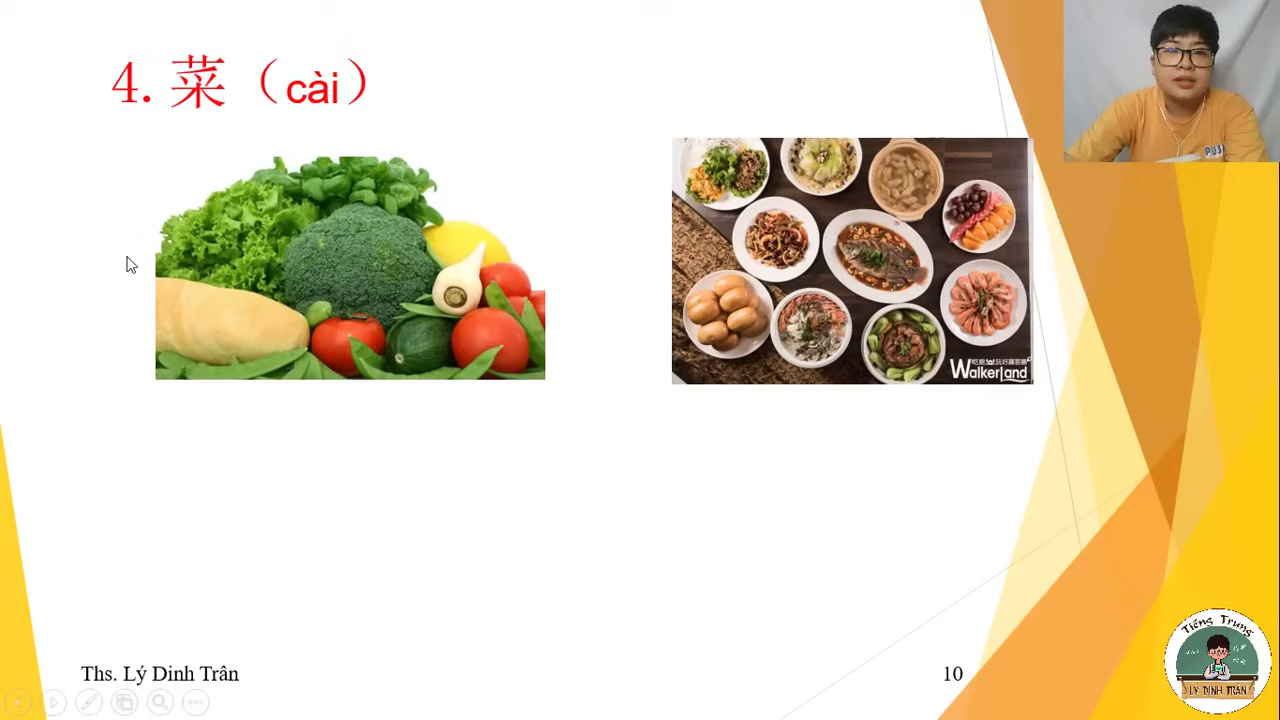 4. 菜（cài）
WalkerLand
Ths. Lý Dinh Trân
10
Tiếng Trung
LÝ DINH TRÂN